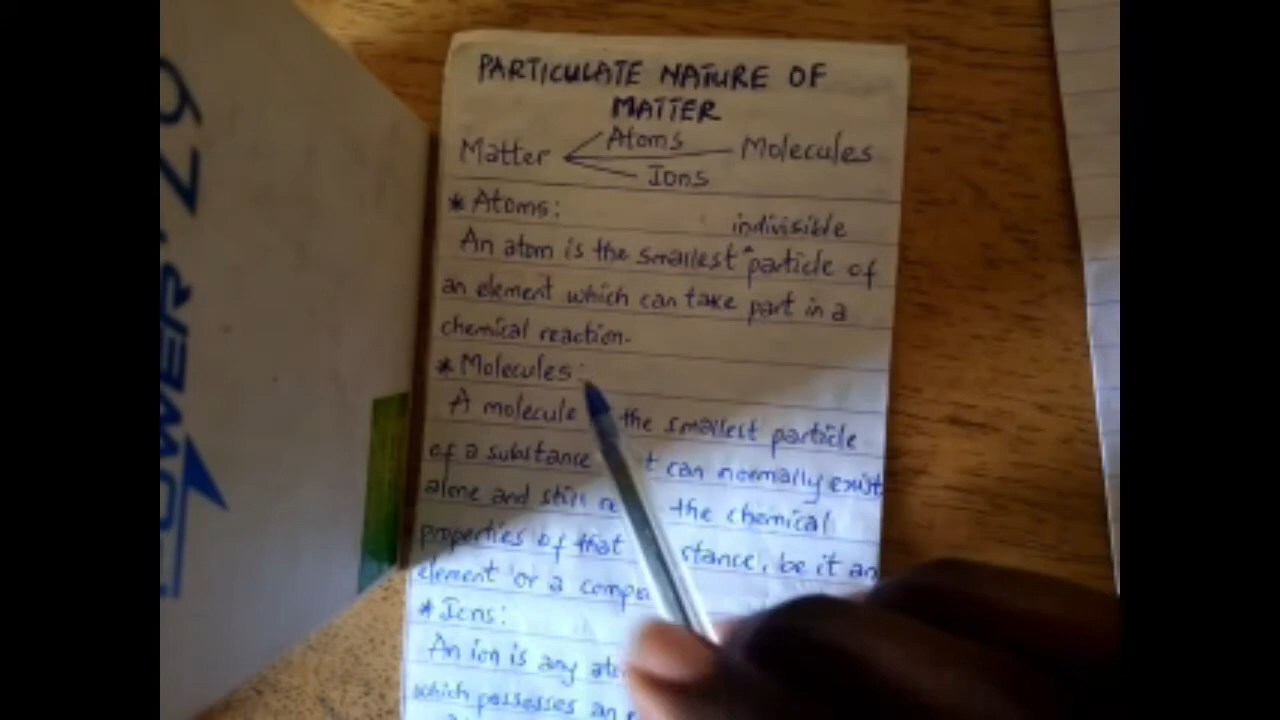 PARTICULATE NATURE OF
MATTER
Matter Atoms Molecules
Ions
* Atoms:
indivisible
An atom is the smallest ^ particle of
an element which can take part in a
chemical reaction.
* Molecules:
A molecule the smallest particle
of a substance t can normally exist
alone and still re the chemical
properties of that stance, be it an
element or a compo
* Ions:
An ion is any ato
which possesses an e
POWER